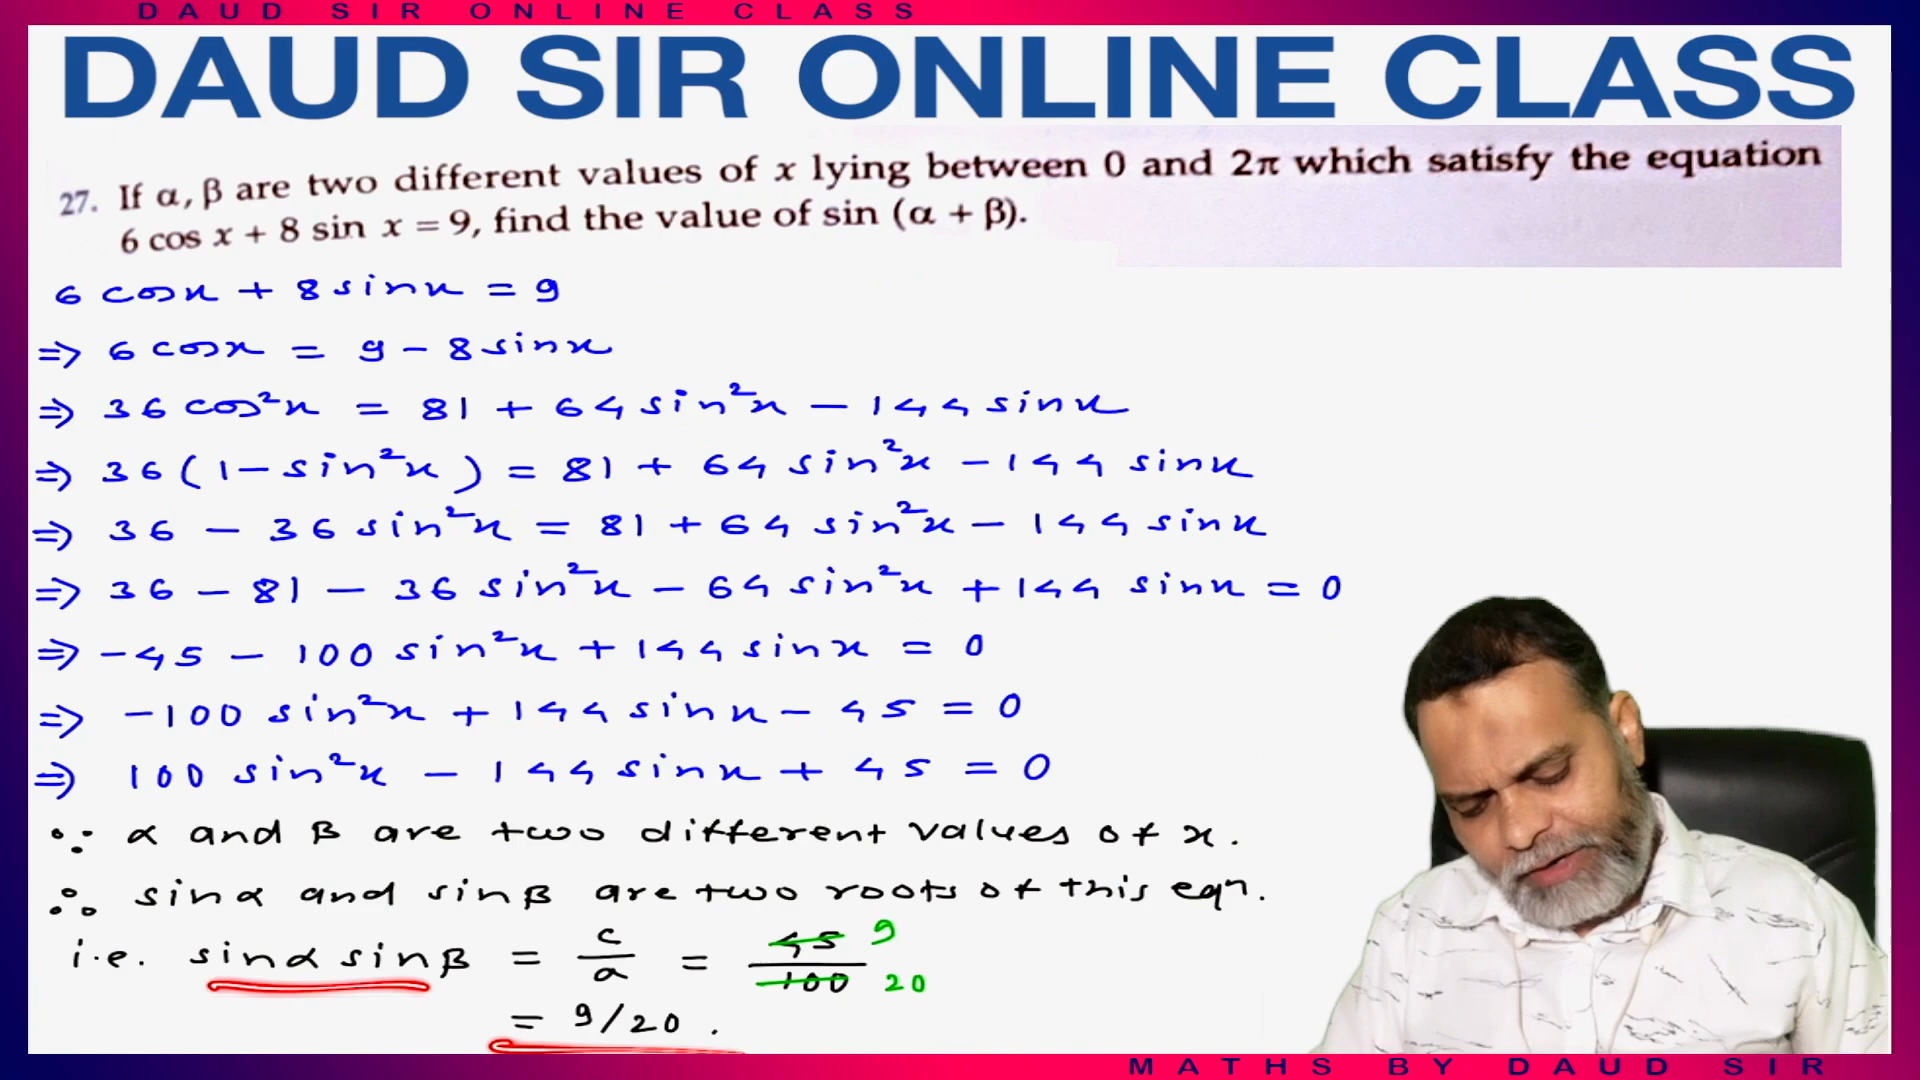 DAUD SIR ONLINE CLASS
DAUD SIR ONLINE CLASS
27. If α, β are two different values of x lying between 0 and 2π which satisfy the equation
6 cos x + 8 sin x = 9, find the value of sin (α + β).
6 cosx + 8 sinx = 9
⇒ 6 cosx = 9 − 8 sinx
⇒ 36 cos²x = 81 + 64 sin²x − 144 sinx
⇒ 36 (1 − sin²x) = 81 + 64 sin²x − 144 sinx
⇒ 36 − 36 sin²x = 81 + 64 sin²x − 144 sinx
⇒ 36 − 81 − 36 sin²x − 64 sin²x + 144 sinx = 0
⇒ −45 − 100 sin²x + 144 sinx = 0
⇒ −100 sin²x + 144 sinx − 45 = 0
⇒ 100 sin²x − 144 sinx + 45 = 0
∵ α and β are two different values of x.
∴ sinα and sinβ are two roots of this eqn.
i.e. sinα sinβ = c/a = 45/100 9 20
= 9/20 .
MATHS BY DAUD SIR